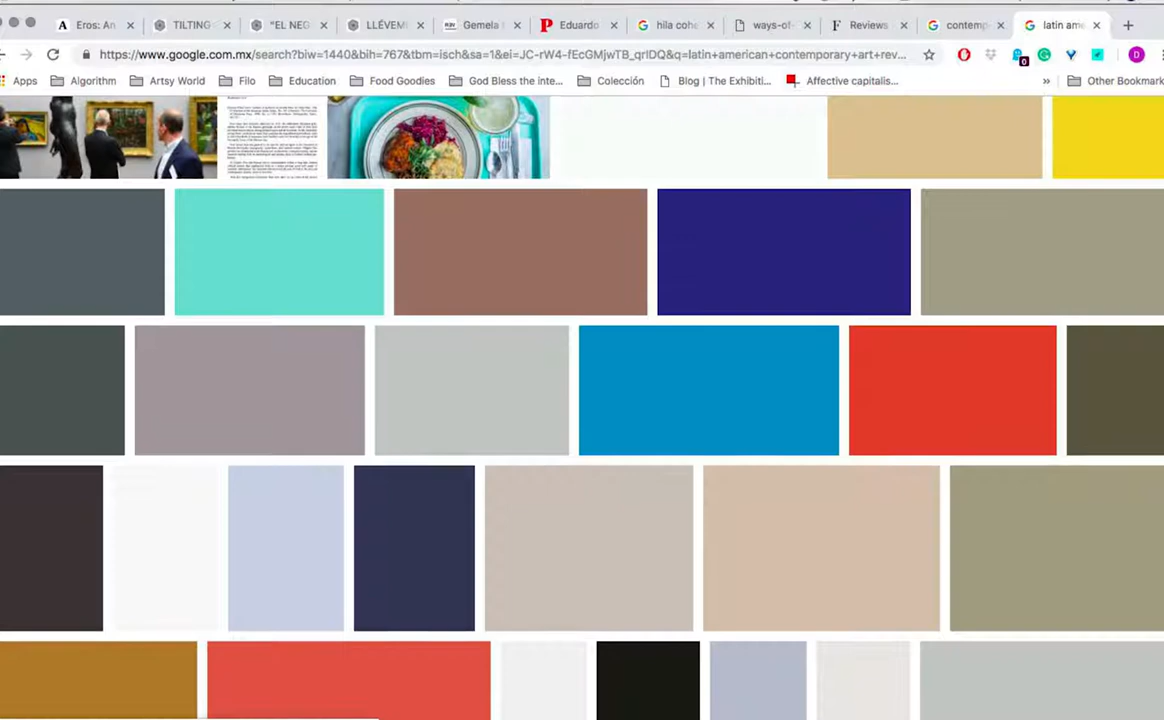 Eros: An
TILTING
"EL NEG
LLÉVEM
Gemela
Eduardo
hila cohe
ways-of-
Reviews
contemp
latin ame
https://www.google.com.mx/search?biw=1440&bih=767&tbm=isch&sa=1&ei=JC-rW4-fEcGMjwTB_qrIDQ&q=latin+american+contemporary+art+rev...
0
D
Apps
Algorithm
Artsy World
Filo
Education
Food Goodies
God Bless the inte...
Colección
Blog | The Exhibiti...
Affective capitalis...
»
Other Bookmark